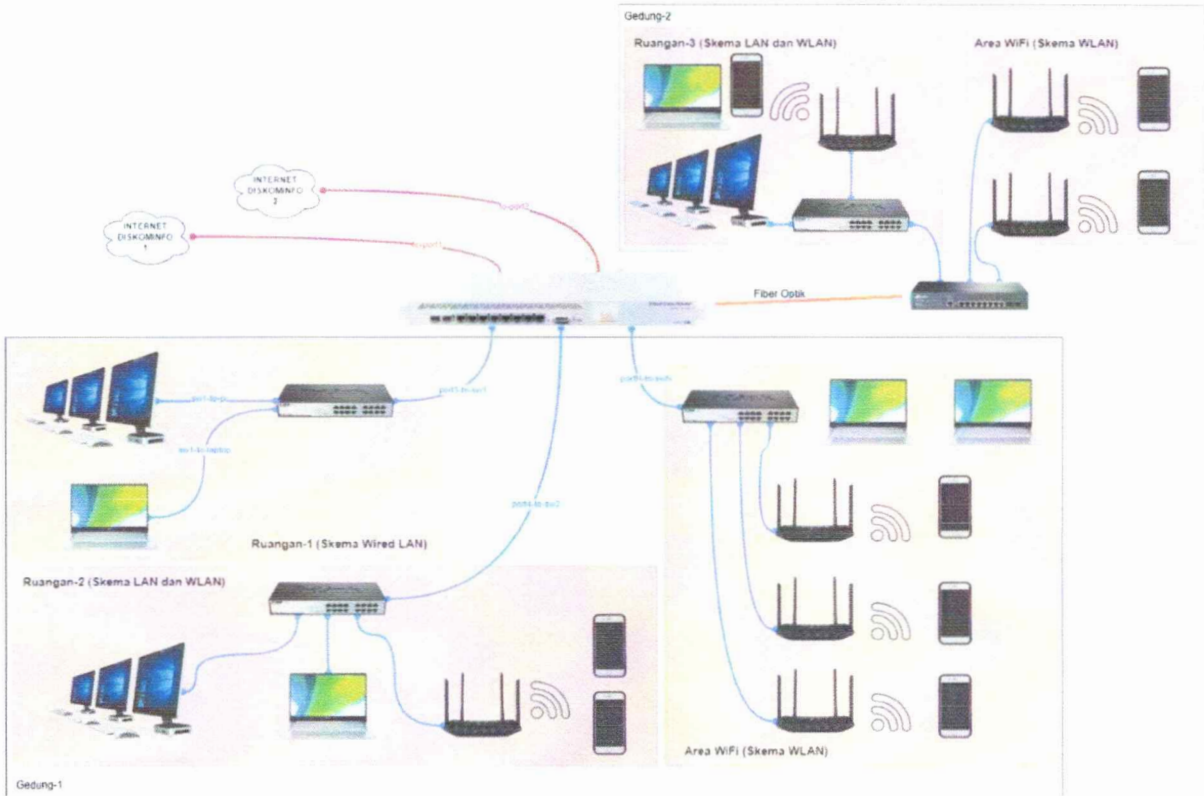 Gedung-2
Ruangan-3 (Skema LAN dan WLAN)
Area WiFi (Skema WLAN)
INTERNET
DISKOMINFO
2
INTERNET
DISKOMINFO
1
Fiber Optik
Ruangan-1 (Skema Wired LAN)
Ruangan-2 (Skema LAN dan WLAN)
Area WiFi (Skema WLAN)
Gedung-1